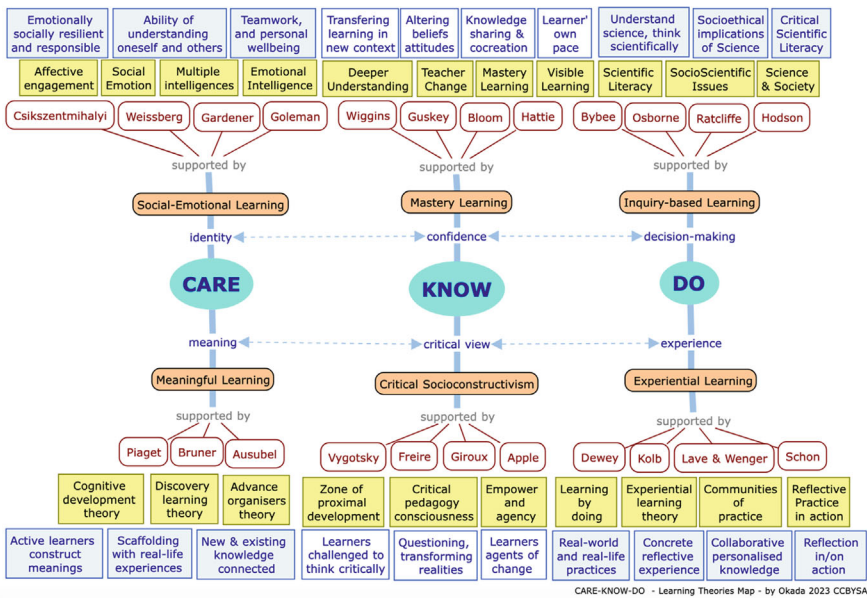 Emotionally
socially resilient
and responsible
Ability of
understanding
oneself and others
Teamwork,
and personal
wellbeing
Transfering
learning in
new context
Altering
beliefs
attitudes
Knowledge
sharing &
cocreation
Learner'
own
pace
Understand
science, think
scientifically
Socioethical
implications
of Science
Critical
Scientific
Literacy
Affective
engagement
Social
Emotion
Multiple
intelligences
Emotional
Intelligence
Deeper
Understanding
Teacher
Change
Mastery
Learning
Visible
Learning
Scientific
Literacy
SocioScientific
Issues
Science
& Society
Csikszentmihalyi
Weissberg
Gardener
Goleman
Wiggins
Guskey
Bloom
Hattie
Bybee
Osborne
Ratcliffe
Hodson
supported by
supported by
supported by
Social-Emotional Learning
Mastery Learning
Inquiry-based Learning
identity
confidence
decision-making
CARE
KNOW
DO
meaning
critical view
experience
Meaningful Learning
Critical Socioconstructivism
Experiential Learning
supported by
supported by
supported by
Piaget
Bruner
Ausubel
Vygotsky
Freire
Giroux
Apple
Dewey
Kolb
Lave & Wenger
Schon
Cognitive
development
theory
Discovery
learning
theory
Advance
organisers
theory
Zone of
proximal
development
Critical
pedagogy
consciousness
Empower
and
agency
Learning
by
doing
Experiential
learning
theory
Communities
of
practice
Reflective
Practice
in action
Active learners
construct
meanings
Scaffolding
with real-life
experiences
New & existing
knowledge
connected
Learners
challenged to
think critically
Questioning,
transforming
realities
Learners
agents of
change
Real-world
and real-life
practices
Concrete
reflective
experience
Collaborative
personalised
knowledge
Reflection
in/on
action
CARE-KNOW-DO - Learning Theories Map - by Okada 2023 CCBYSA